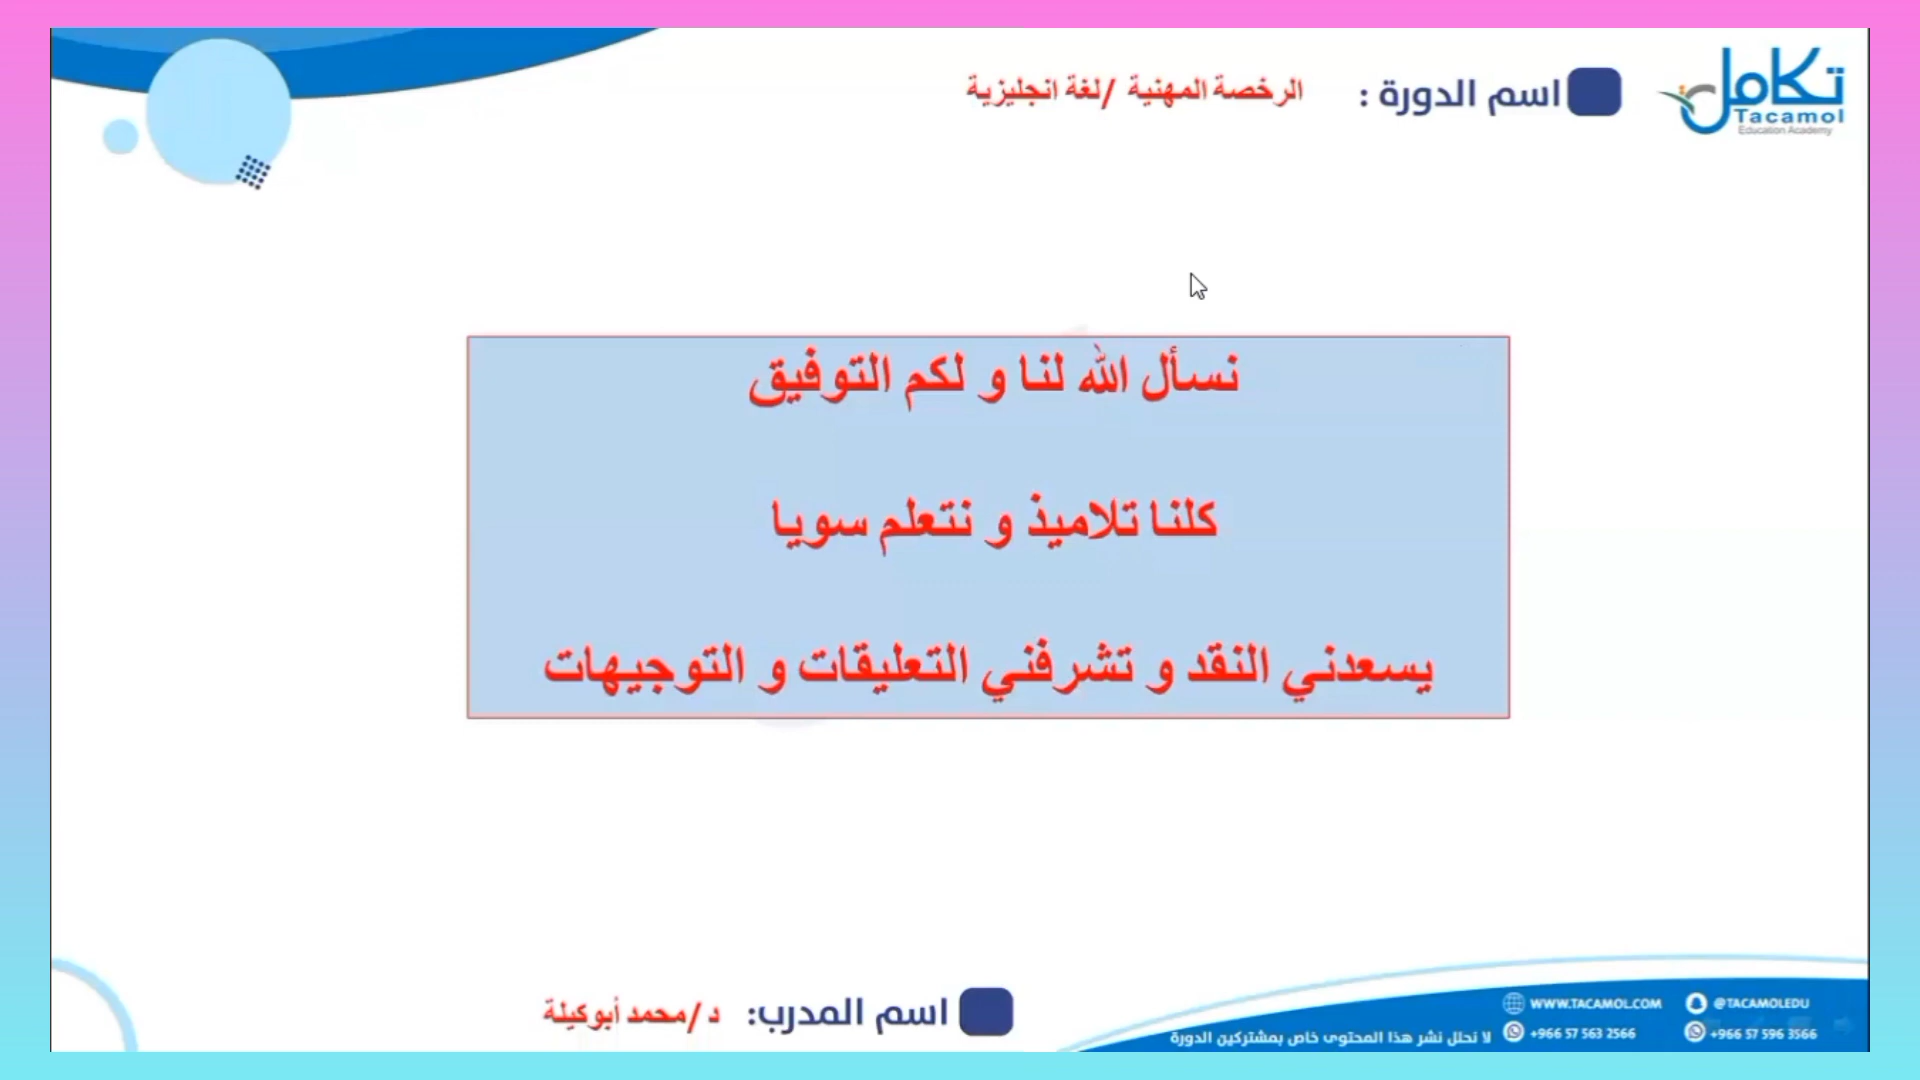 تكامل
Tacamol
Education Academy
اسم الدورة : الرخصة المهنية /لغة انجليزية
نسأل الله لنا و لكم التوفيق
كلنا تلاميذ و نتعلم سويا
يسعدني النقد و تشرفني التعليقات و التوجيهات
اسم المدرب: د/محمد أبوكيلة
WWW.TACAMOL.COM @TACAMOLEDU
+966 57 563 2566 +966 57 596 3566
لا نحلل نشر هذا المحتوى خاص بمشتركين الدورة